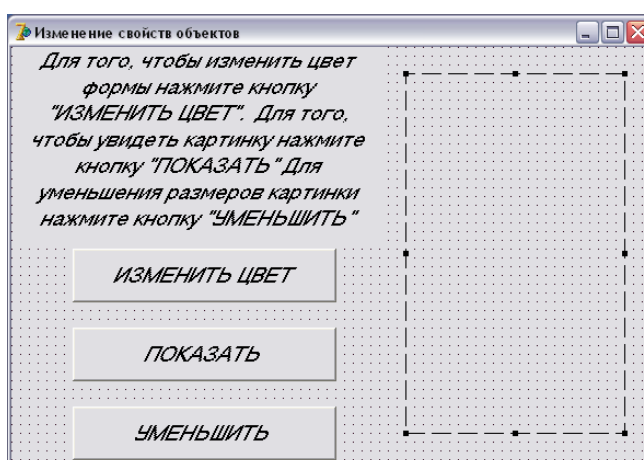 Изменение свойств объектов
Для того, чтобы изменить цвет
формы нажмите кнопку
"ИЗМЕНИТЬ ЦВЕТ". Для того,
чтобы увидеть картинку нажмите
кнопку "ПОКАЗАТЬ" Для
уменьшения размеров картинки
нажмите кнопку "УМЕНЬШИТЬ"
ИЗМЕНИТЬ ЦВЕТ
ПОКАЗАТЬ
УМЕНЬШИТЬ